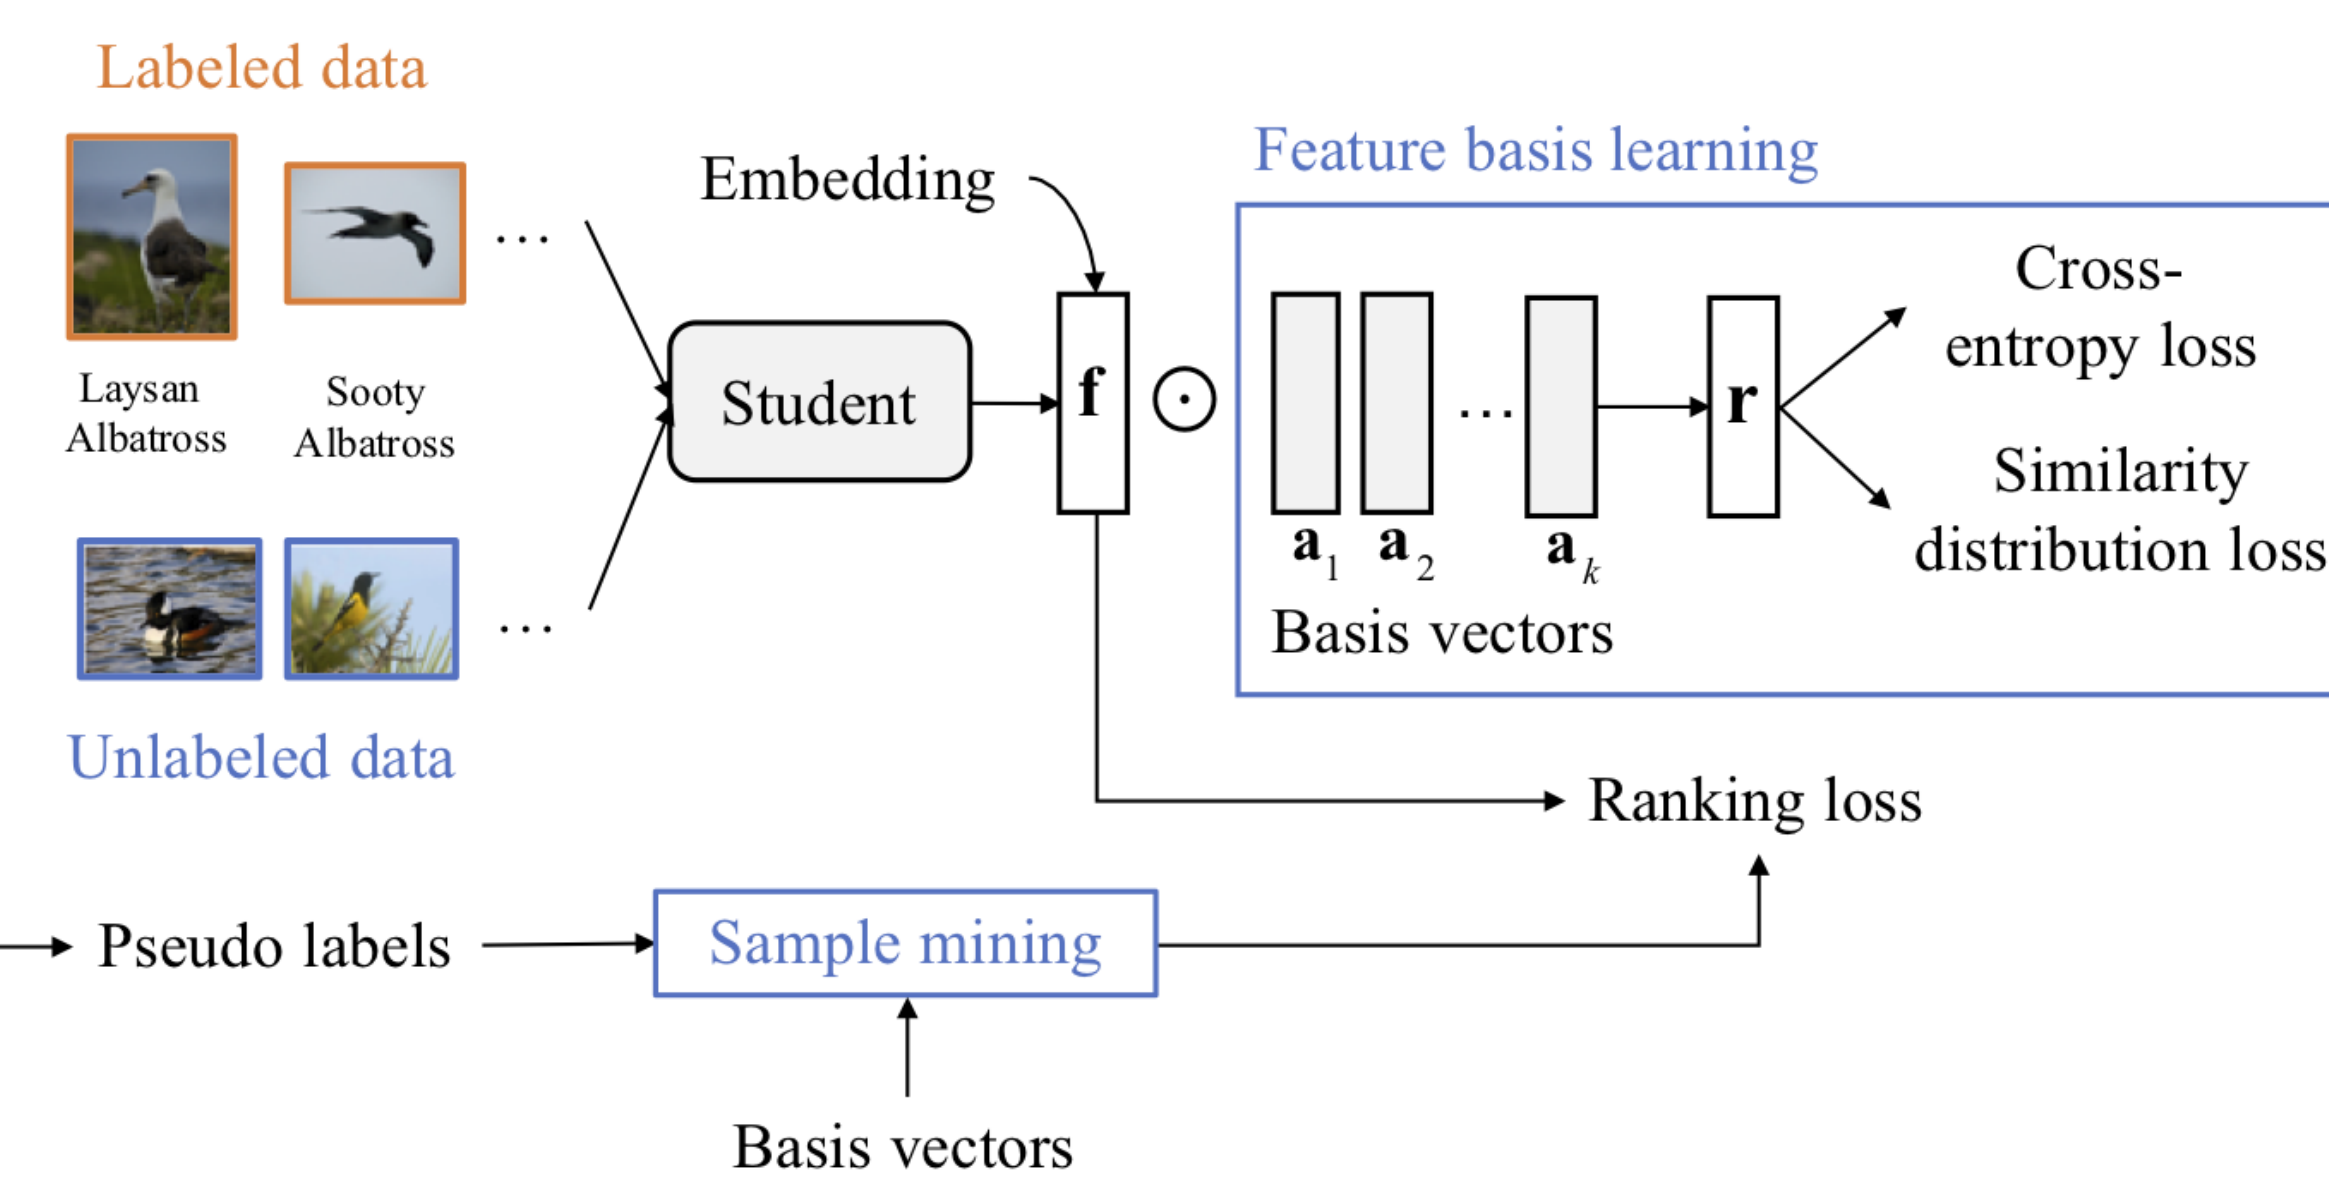 Labeled data
Laysan
Albatross
Sooty
Albatross
...
Unlabeled data
...
Student
Embedding
f
⊙
Feature basis learning
a1 a2 ... ak
Basis vectors
r
Cross-
entropy loss
Similarity
distribution loss
Ranking loss
Pseudo labels
Sample mining
Basis vectors